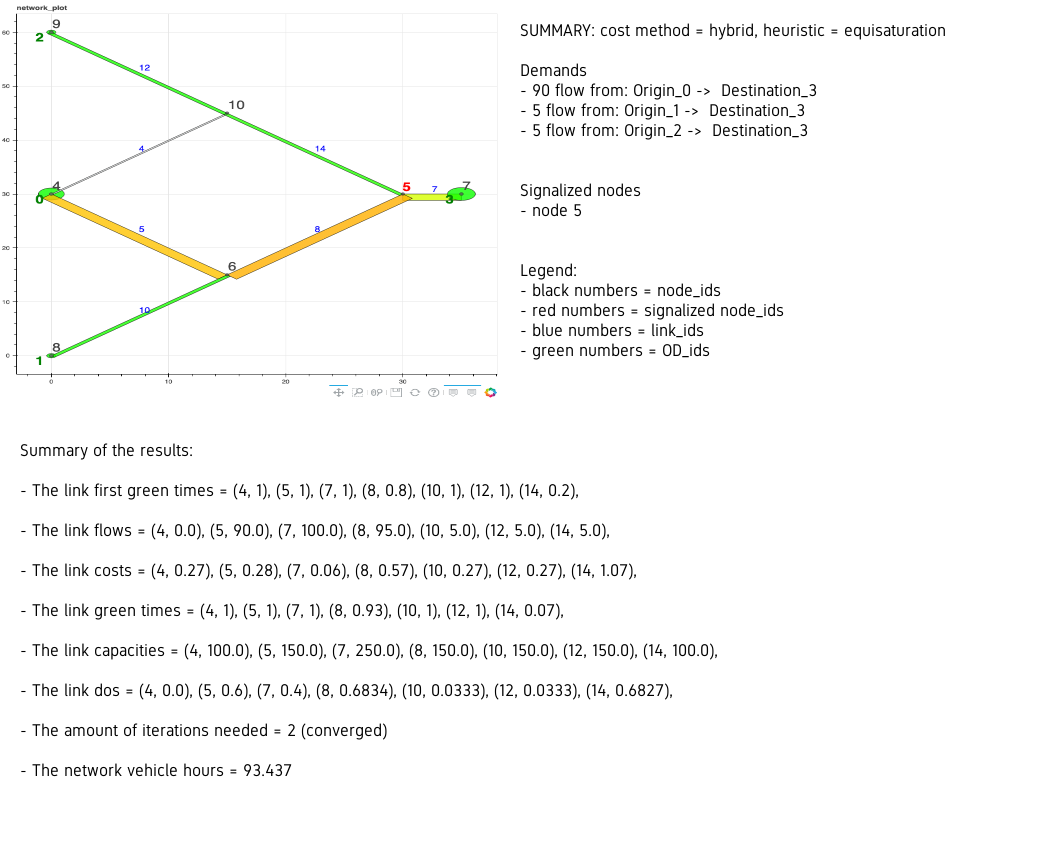 network_plot
60
50
40
30
20
10
0
0
10
20
30
9
2
12
10
4
14
4
0
5
7
7
3
5
8
6
10
8
1
SUMMARY: cost method = hybrid, heuristic = equisaturation
Demands
- 90 flow from: Origin_0 -> Destination_3
- 5 flow from: Origin_1 -> Destination_3
- 5 flow from: Origin_2 -> Destination_3
Signalized nodes
- node 5
Legend:
- black numbers = node_ids
- red numbers = signalized node_ids
- blue numbers = link_ids
- green numbers = OD_ids
Summary of the results:
- The link first green times = (4, 1), (5, 1), (7, 1), (8, 0.8), (10, 1), (12, 1), (14, 0.2),
- The link flows = (4, 0.0), (5, 90.0), (7, 100.0), (8, 95.0), (10, 5.0), (12, 5.0), (14, 5.0),
- The link costs = (4, 0.27), (5, 0.28), (7, 0.06), (8, 0.57), (10, 0.27), (12, 0.27), (14, 1.07),
- The link green times = (4, 1), (5, 1), (7, 1), (8, 0.93), (10, 1), (12, 1), (14, 0.07),
- The link capacities = (4, 100.0), (5, 150.0), (7, 250.0), (8, 150.0), (10, 150.0), (12, 150.0), (14, 100.0),
- The link dos = (4, 0.0), (5, 0.6), (7, 0.4), (8, 0.6834), (10, 0.0333), (12, 0.0333), (14, 0.6827),
- The amount of iterations needed = 2 (converged)
- The network vehicle hours = 93.437